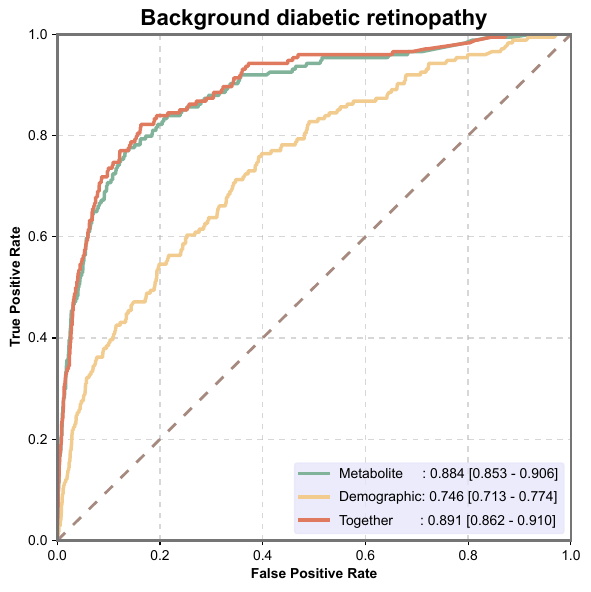 Background diabetic retinopathy
True Positive Rate
1.0
0.8
0.6
0.4
0.2
0.0
0.0 0.2 0.4 0.6 0.8 1.0
False Positive Rate
Metabolite : 0.884 [0.853 - 0.906]
Demographic: 0.746 [0.713 - 0.774]
Together : 0.891 [0.862 - 0.910]